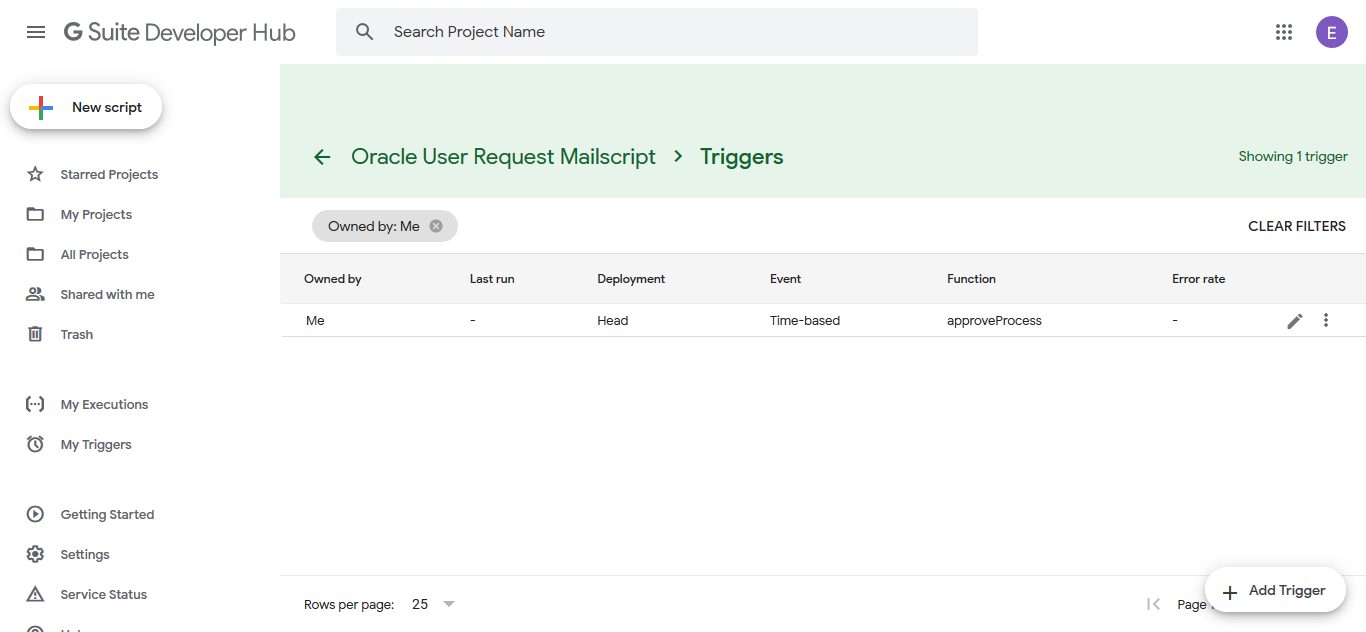 G Suite Developer Hub
Search Project Name
E
New script
Starred Projects
My Projects
All Projects
Shared with me
Trash
My Executions
My Triggers
Getting Started
Settings
Service Status
Oracle User Request Mailscript > Triggers
Showing 1 trigger
Owned by: Me
CLEAR FILTERS
Owned by Last run Deployment Event Function Error rate
Me - Head Time-based approveProcess -
Rows per page: 25
Page
Add Trigger